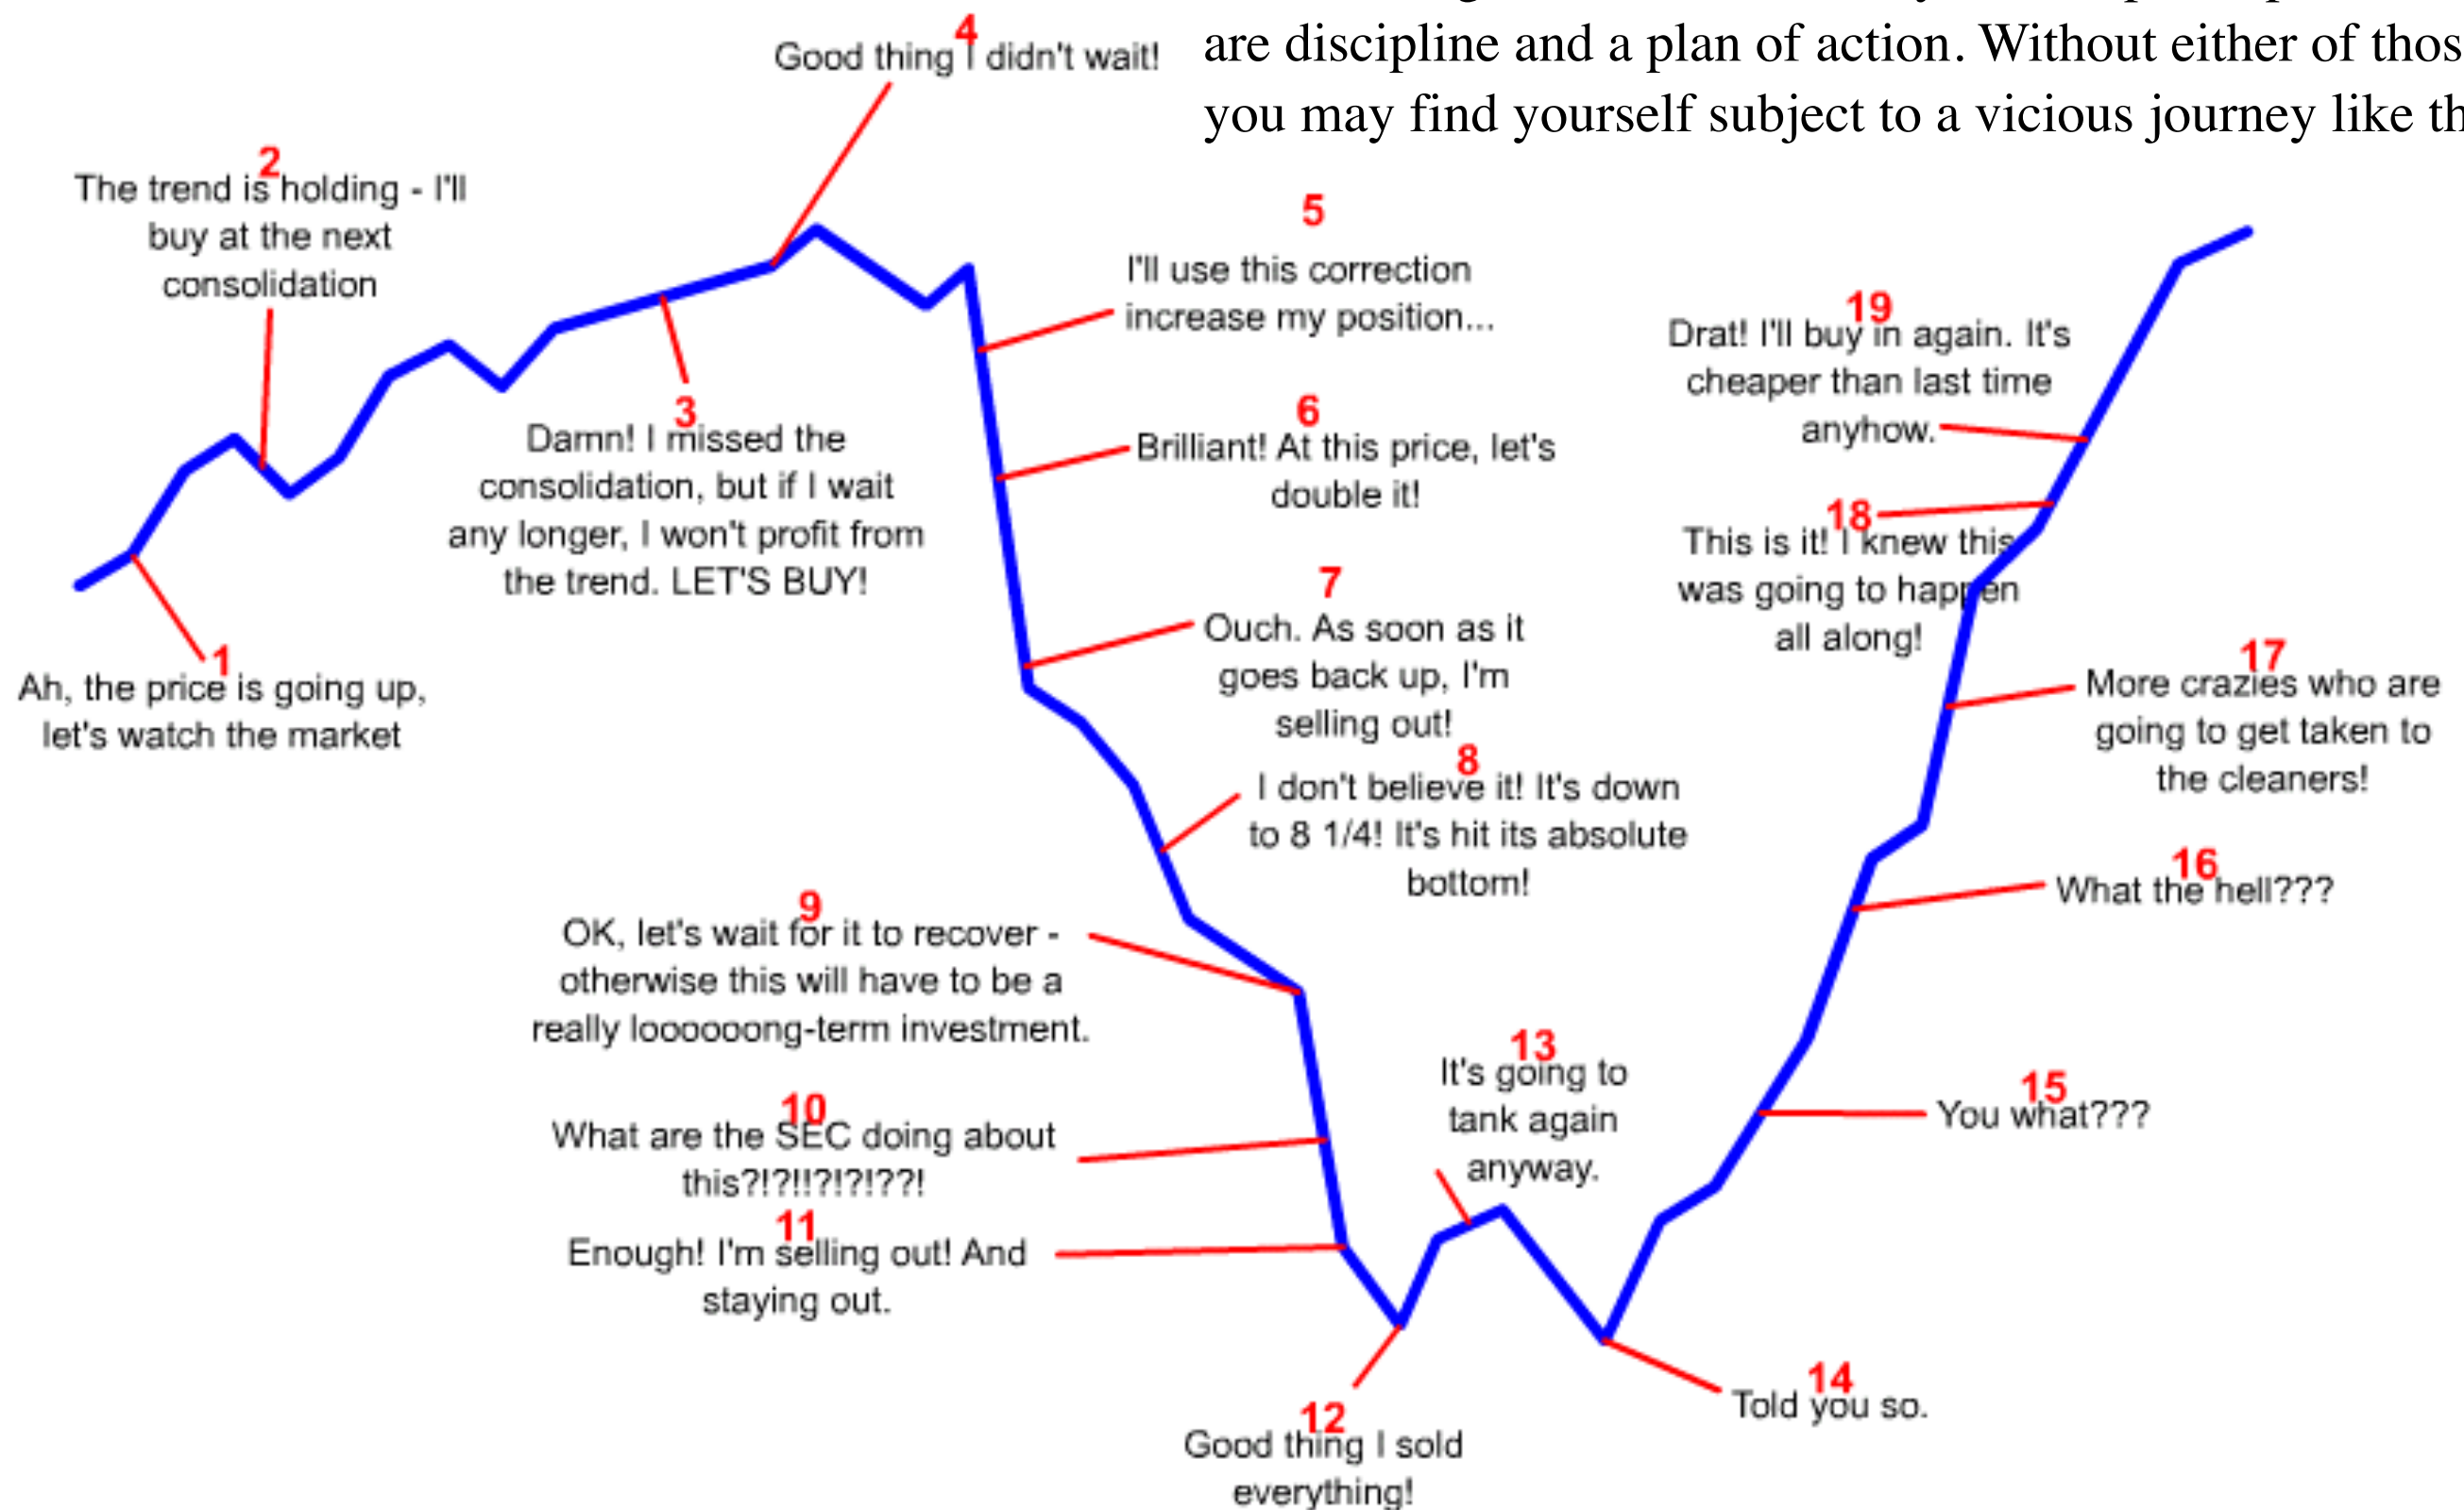 are discipline and a plan of action. Without either of
you may find yourself subject to a vicious journey like
4
Good thing I didn't wait!
2
The trend is holding - I'll
buy at the next
consolidation
5
I'll use this correction
increase my position...
3
Damn! I missed the
consolidation, but if I wait
any longer, I won't profit from
the trend. LET'S BUY!
6
Brilliant! At this price, let's
double it!
1
Ah, the price is going up,
let's watch the market
7
Ouch. As soon as it
goes back up, I'm
selling out!
8
I don't believe it! It's down
to 8 1/4! It's hit its absolute
bottom!
9
OK, let's wait for it to recover -
otherwise this will have to be a
really loooooong-term investment.
10
What are the SEC doing about
this?!?!!?!?!??!
11
Enough! I'm selling out! And
staying out.
12
Good thing I sold
everything!
13
It's going to
tank again
anyway.
14
Told you so.
15
You what???
16
What the hell???
17
More crazies who are
going to get taken to
the cleaners!
18
This is it! I knew this
was going to happen
all along!
19
Drat! I'll buy in again. It's
cheaper than last time
anyhow.